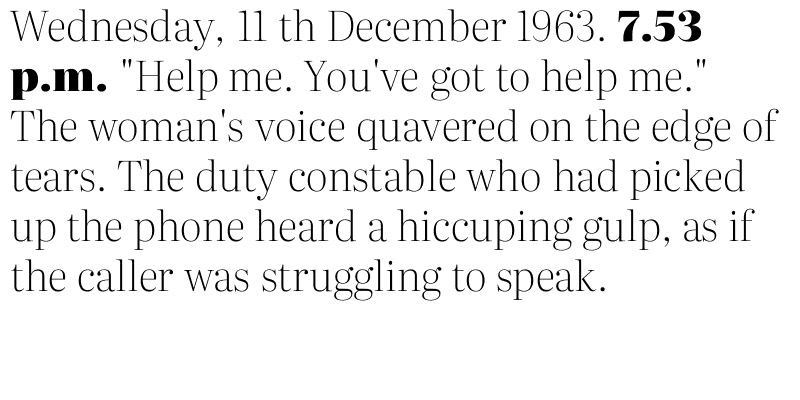 Wednesday, 11 th December 1963. 7.53
p.m. "Help me. You've got to help me."
The woman's voice quavered on the edge of
tears. The duty constable who had picked
up the phone heard a hiccuping gulp, as if
the caller was struggling to speak.